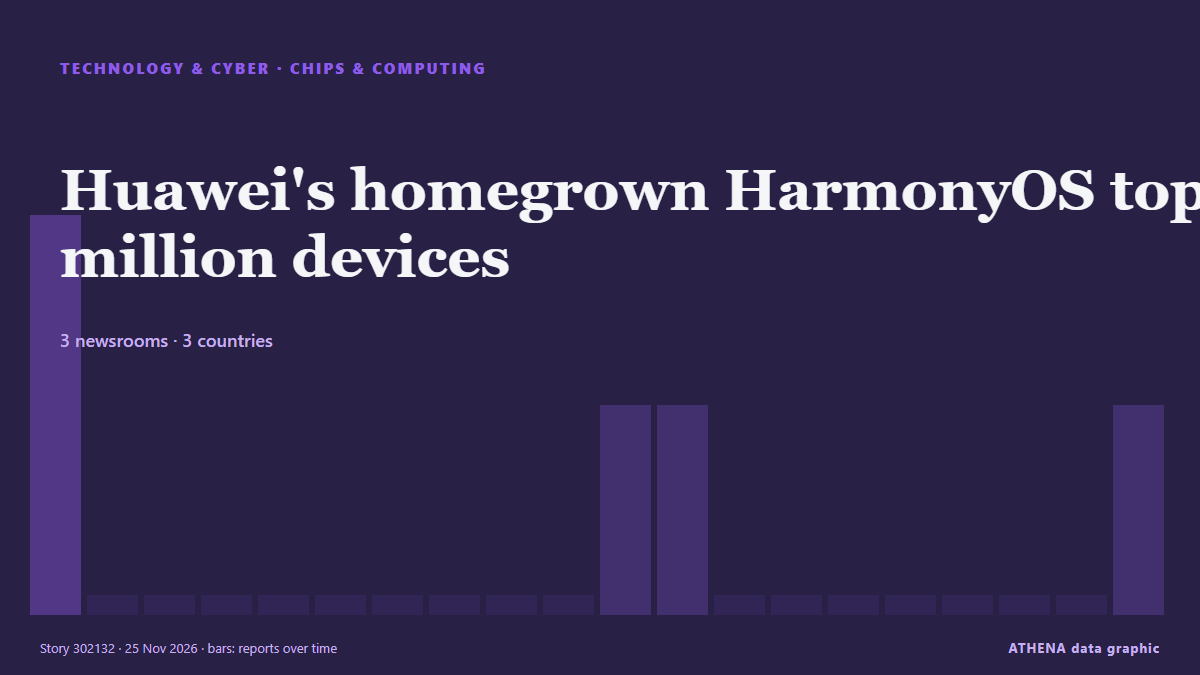 TECHNOLOGY & CYBER · CHIPS & COMPUTING
Huawei's homegrown HarmonyOS top
million devices
3 newsrooms · 3 countries
Story 302132 · 25 Nov 2026 · bars: reports over time
ATHENA data graphic